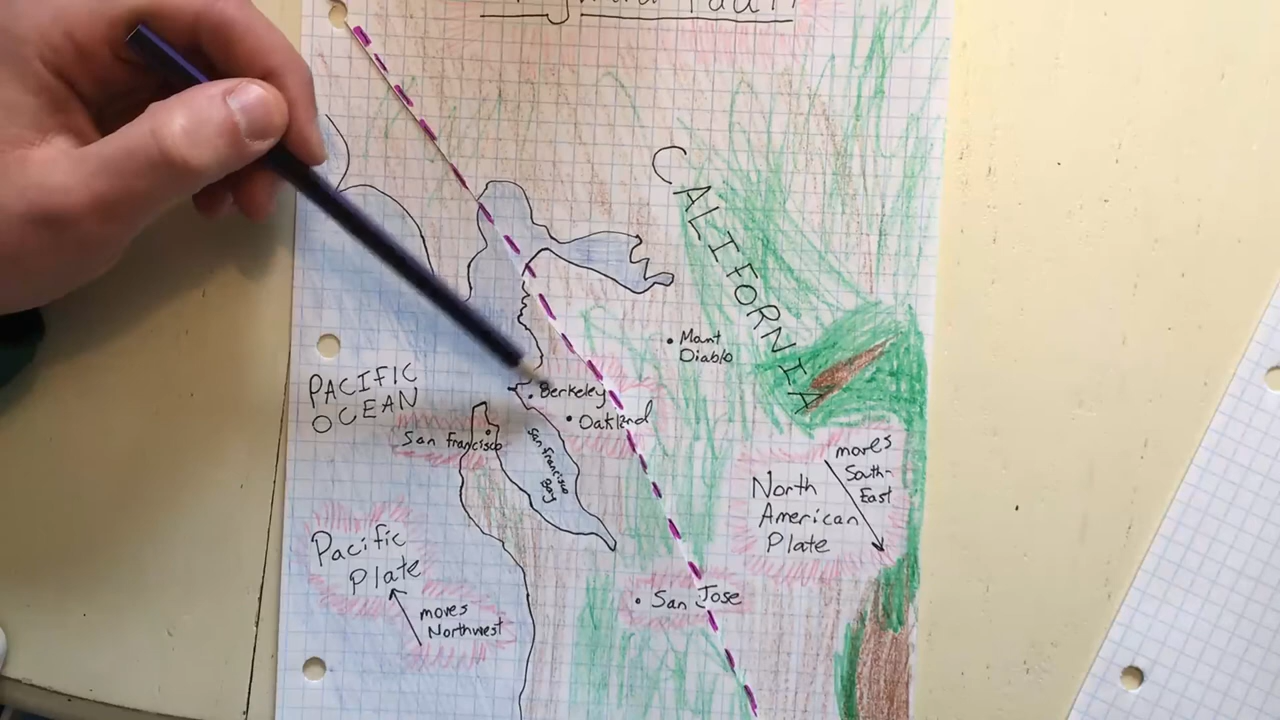 CALIFORNIA
Mount
Diablo
PACIFIC
OCEAN
Berkeley
Oakland
San Francisco
San Francisco
Bay
moves
South-
East
North
American
Plate
Pacific
Plate
moves
Northwest
San Jose